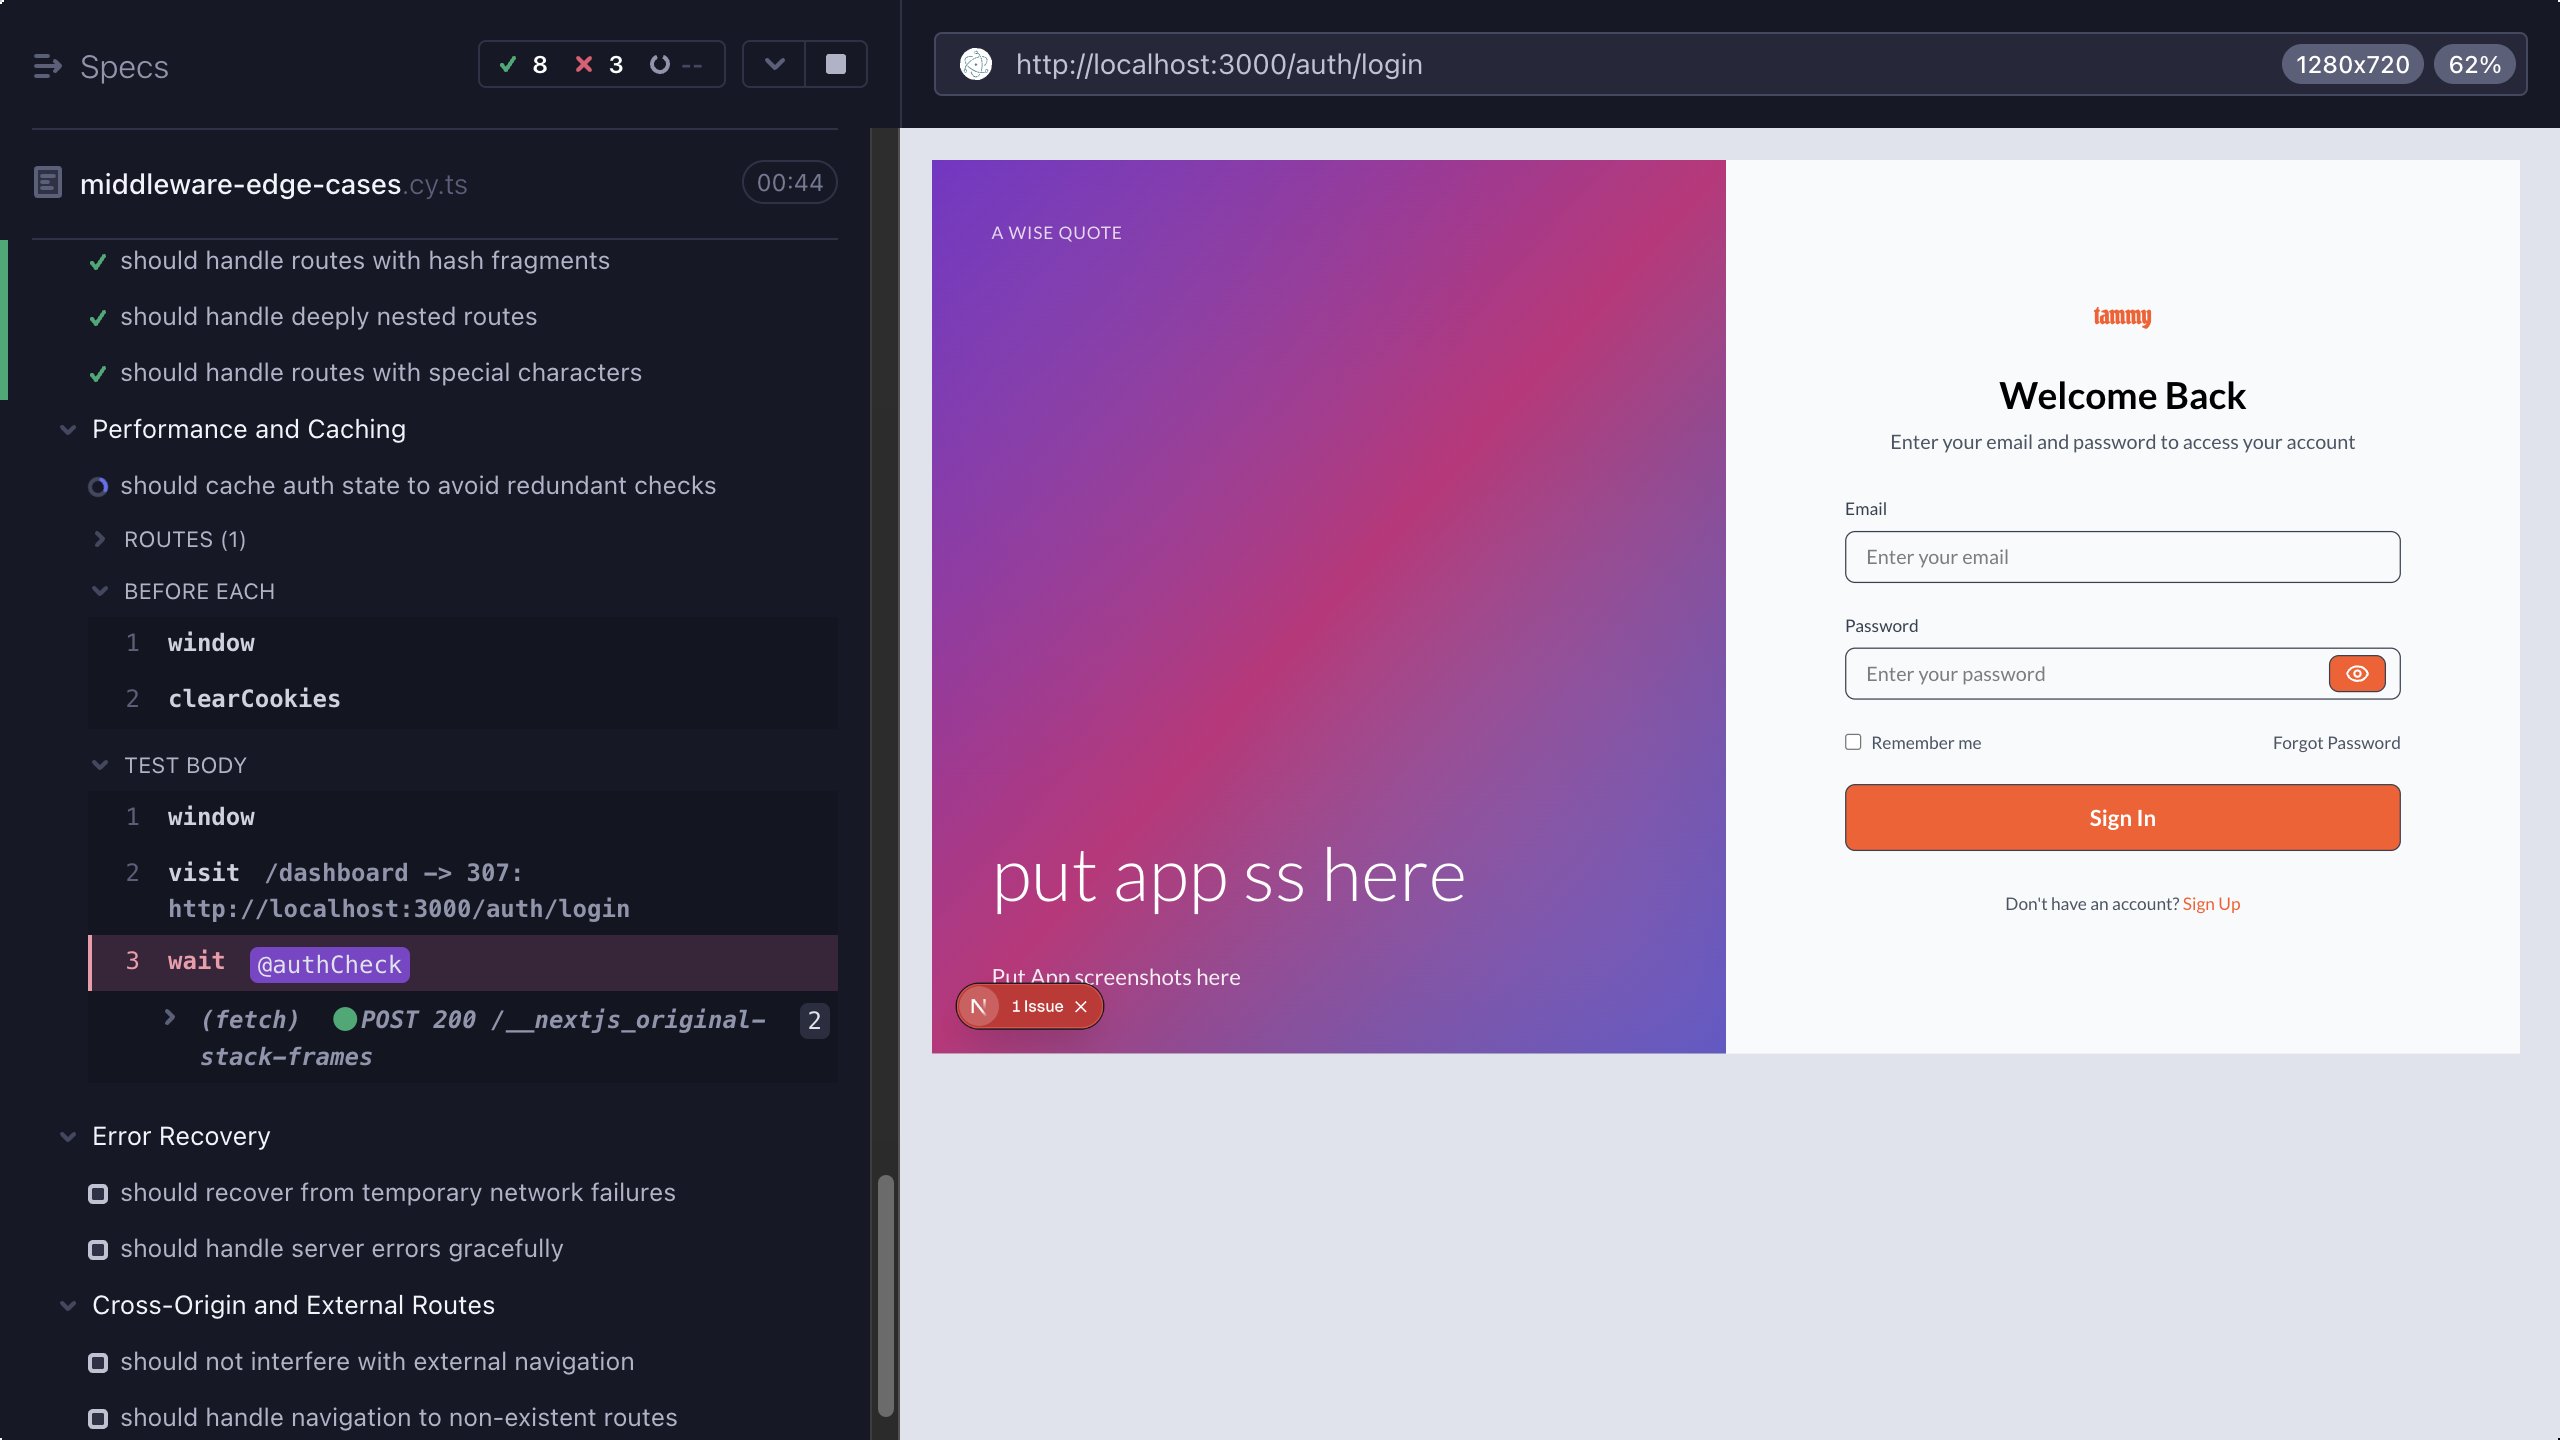 Specs
8 3 --
middleware-edge-cases.cy.ts
00:44
should handle routes with hash fragments
should handle deeply nested routes
should handle routes with special characters
Performance and Caching
should cache auth state to avoid redundant checks
ROUTES (1)
BEFORE EACH
1 window
2 clearCookies
TEST BODY
1 window
2 visit /dashboard -> 307:
http://localhost:3000/auth/login
3 wait @authCheck
(fetch) POST 200 /__nextjs_original-
stack-frames
2
Error Recovery
should recover from temporary network failures
should handle server errors gracefully
Cross-Origin and External Routes
should not interfere with external navigation
should handle navigation to non-existent routes
http://localhost:3000/auth/login
1280x720
62%
A WISE QUOTE
put app ss here
Put App screenshots here
N 1 Issue
tammy
Welcome Back
Enter your email and password to access your account
Email
Enter your email
Password
Enter your password
Remember me
Forgot Password
Sign In
Don't have an account? Sign Up